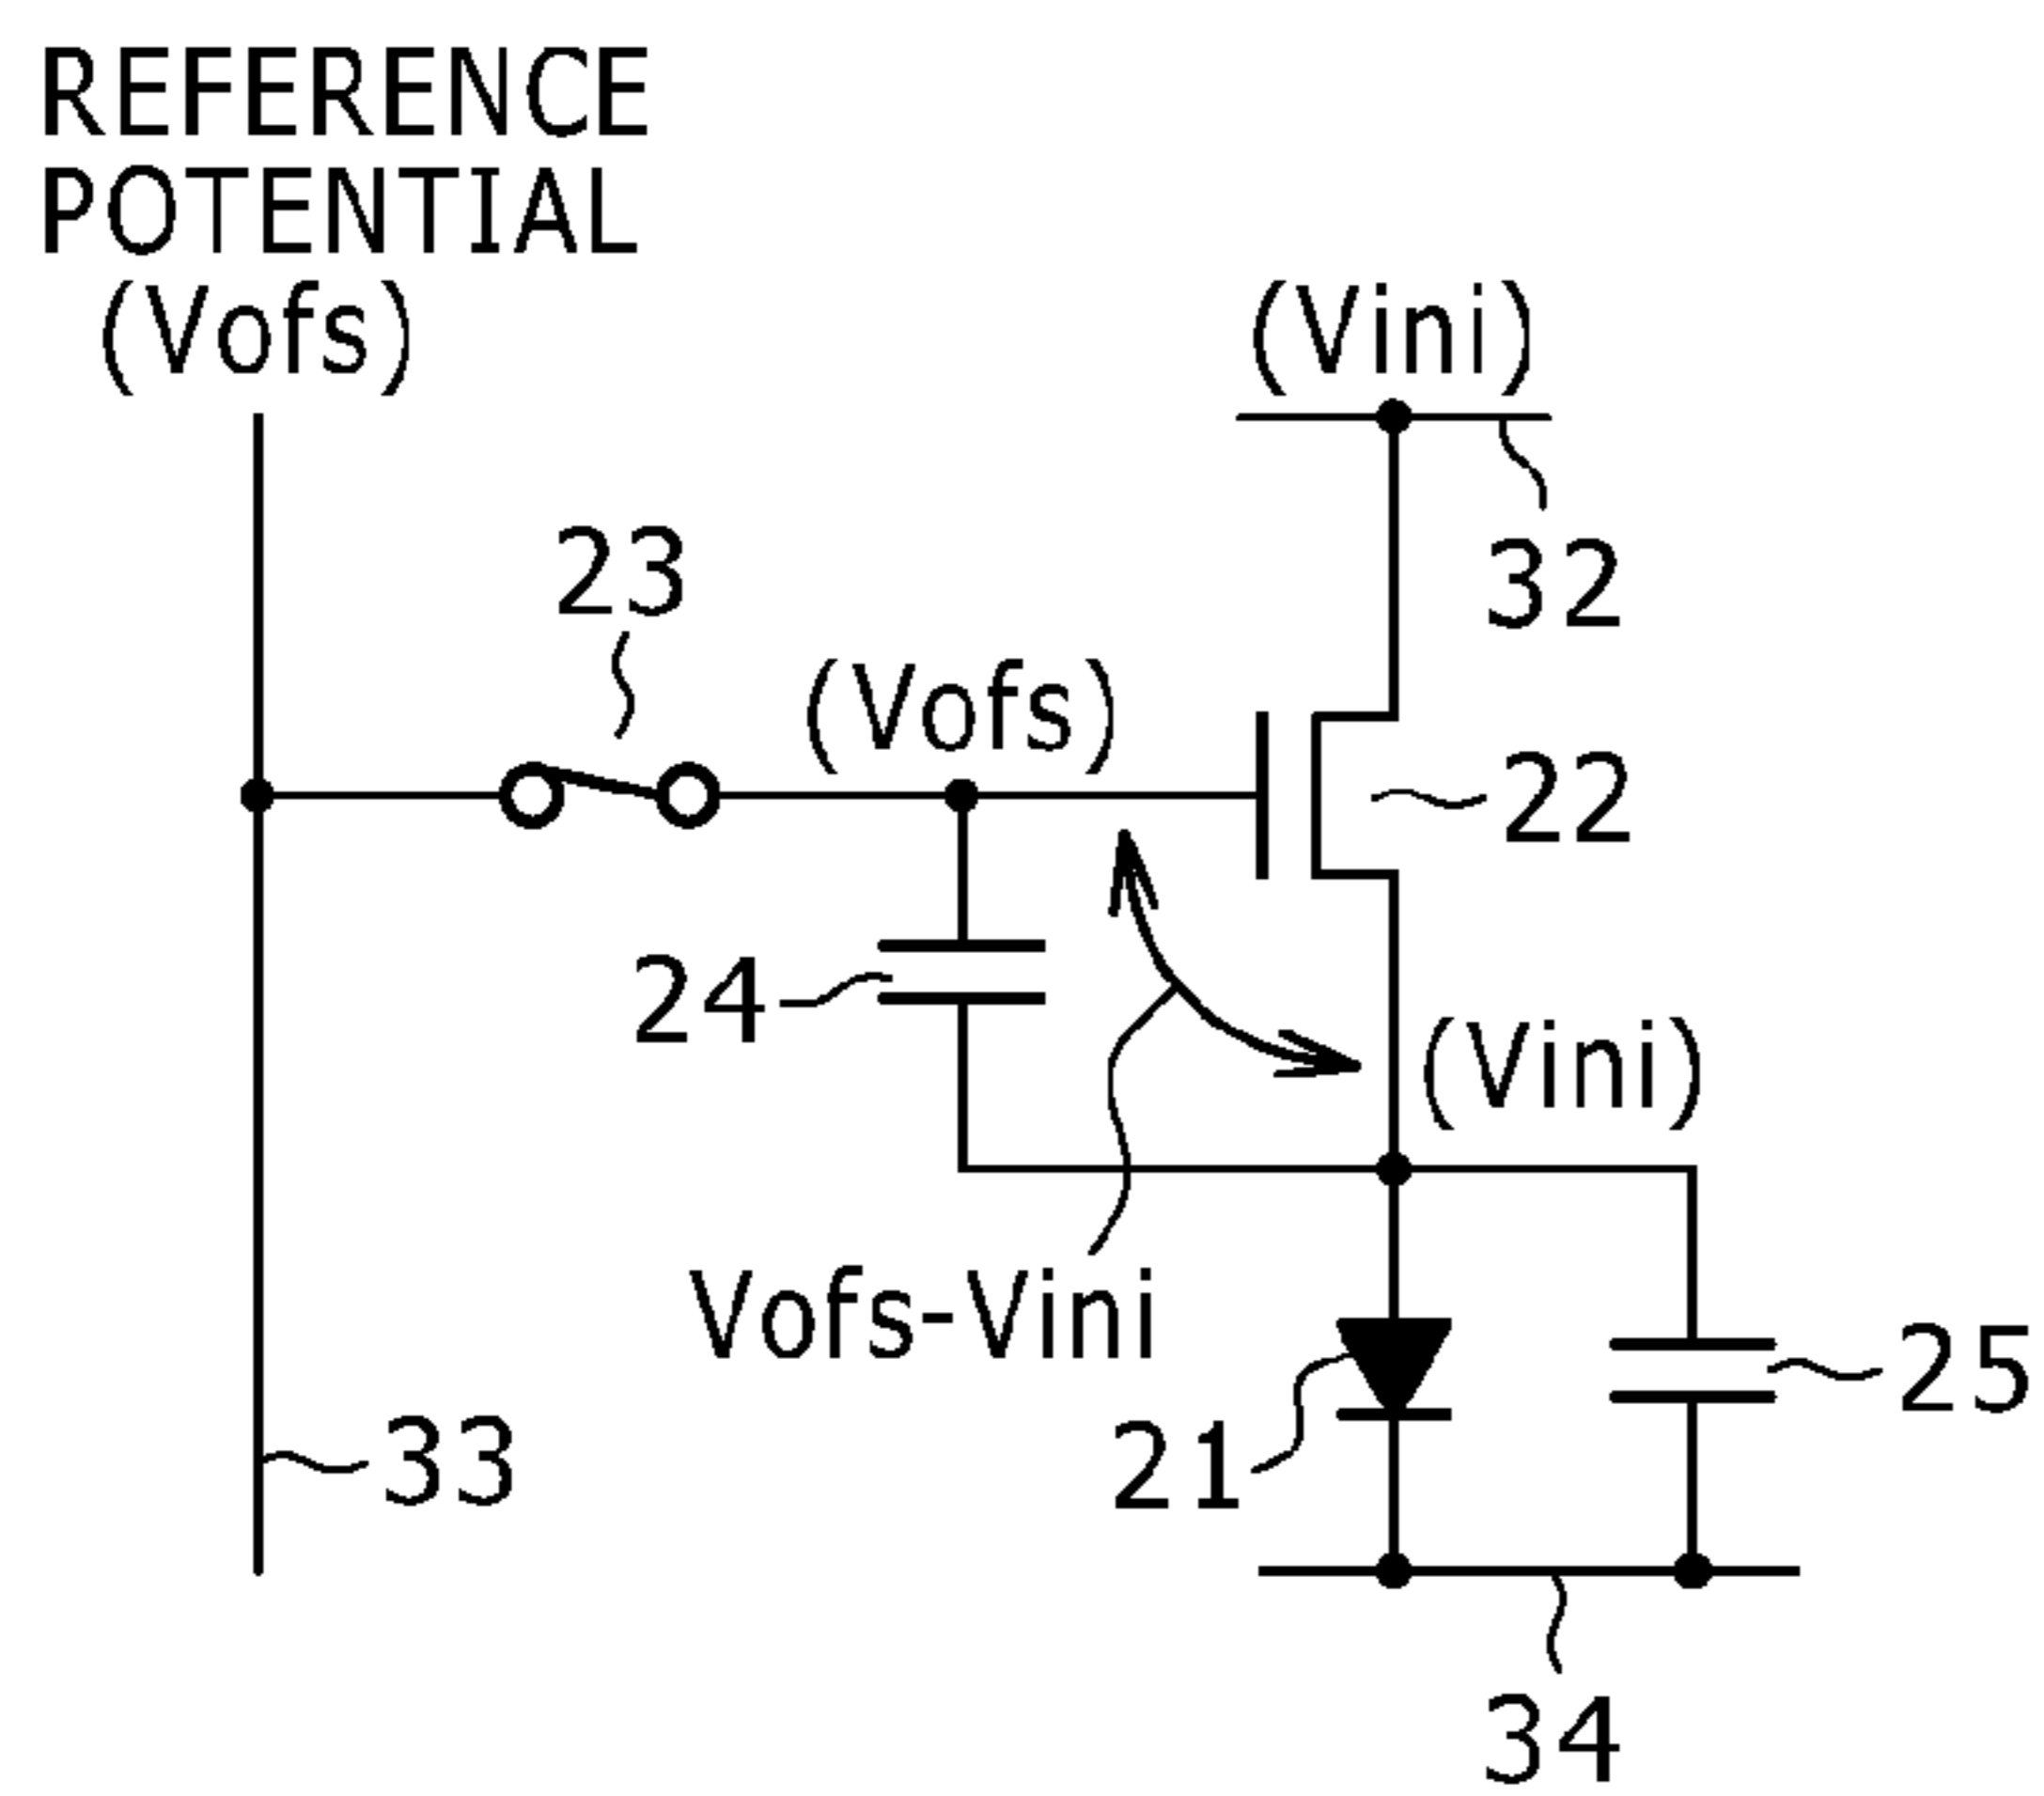 REFERENCE
POTENTIAL
(Vofs)
(Vini)
32
23
(Vofs)
22
24
(Vini)
Vofs-Vini
25
21
33
34